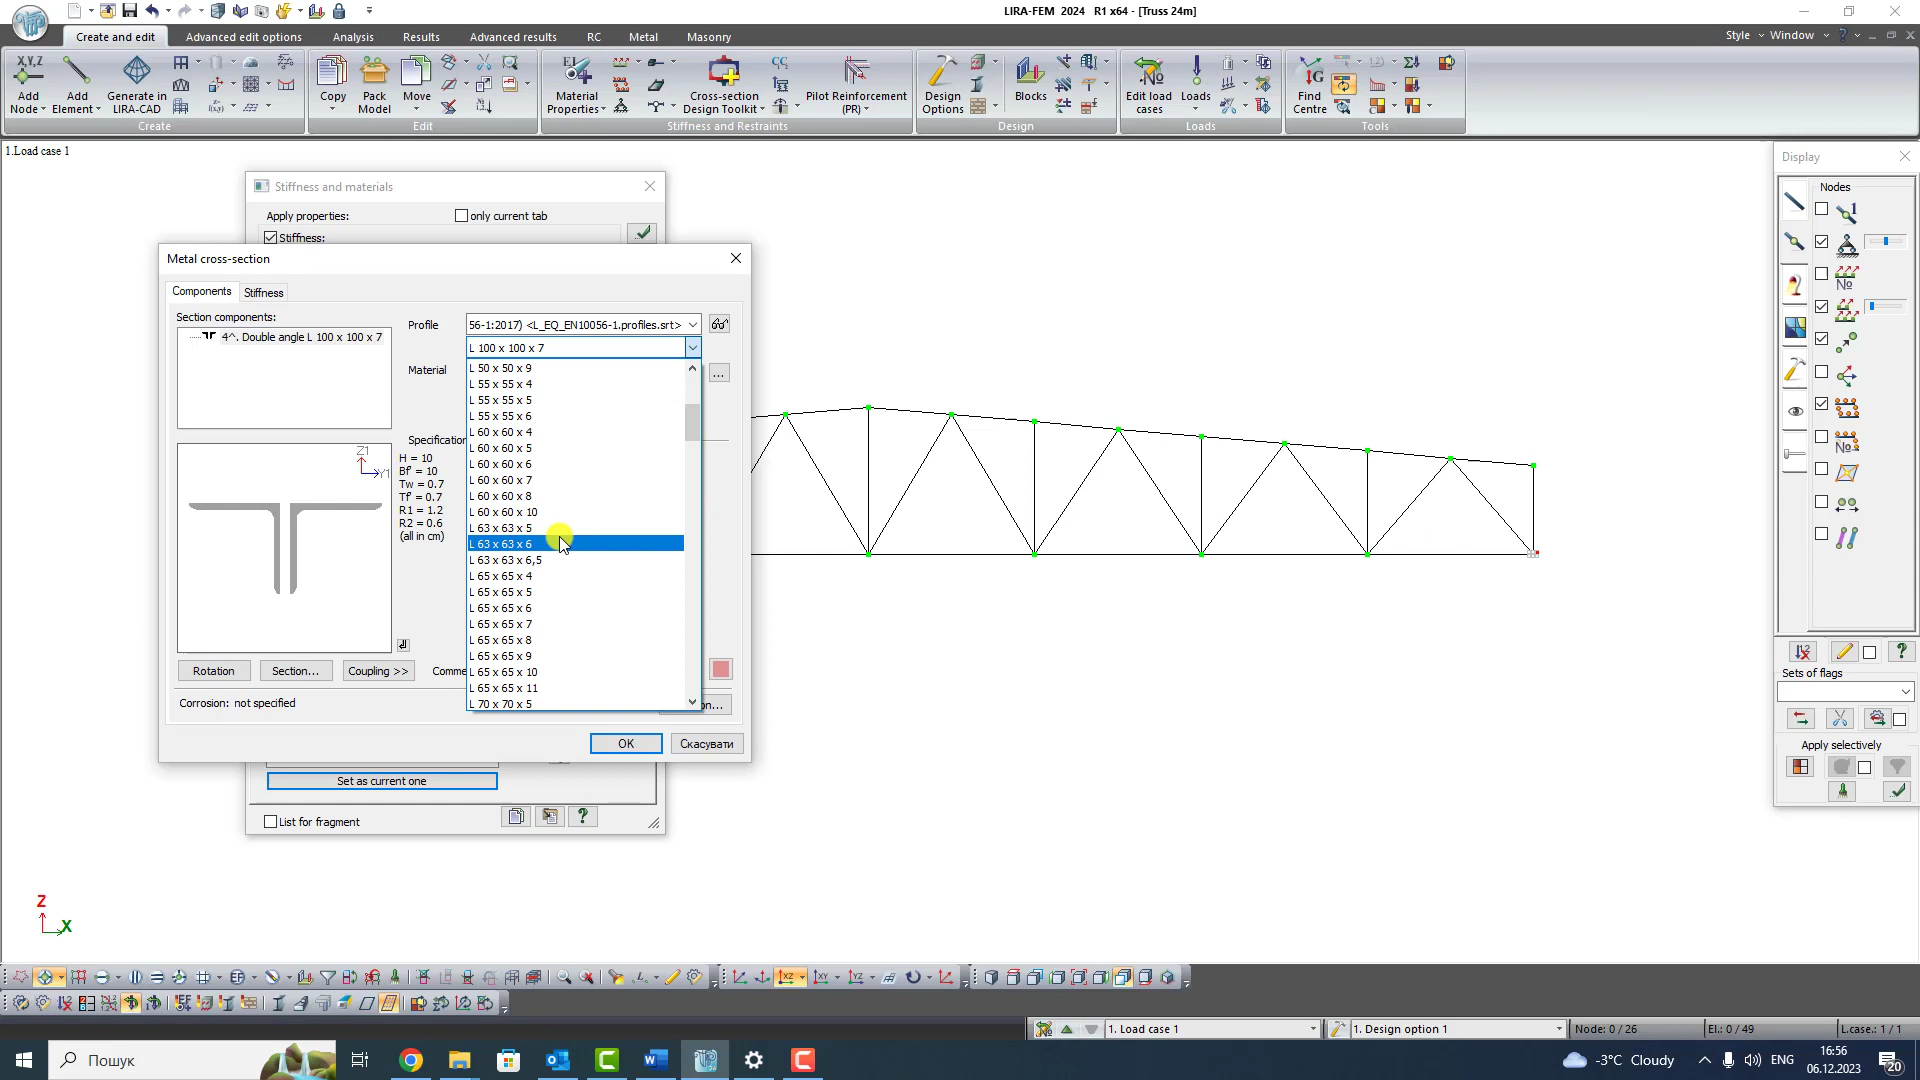 LIRA-FEM 2024 R1 x64 - [Truss 24m]
Create and edit
Advanced edit options
Analysis
Results
Advanced results
RC
Metal
Masonry
Style
Window
Add Node
Add Element
Generate in LIRA-CAD
Create
Copy
Pack Model
Move
Edit
Material Properties
Cross-section Design Toolkit
Pilot Reinforcement (PR)
Stiffness and Restraints
Design Options
Blocks
Design
Edit load cases
Loads
Loads
Find Centre
Tools
1.Load case 1
Stiffness and materials
Apply properties:
only current tab
Stiffness:
Metal cross-section
Components
Stiffness
Section components:
4^. Double angle L 100 x 100 x 7
Profile
56-1:2017) <L_EQ_EN10056-1.profiles.srt>
L 100 x 100 x 7
Material
...
L 50 x 50 x 9
L 55 x 55 x 4
L 55 x 55 x 5
L 55 x 55 x 6
L 60 x 60 x 4
L 60 x 60 x 5
L 60 x 60 x 6
L 60 x 60 x 7
L 60 x 60 x 8
L 60 x 60 x 10
L 63 x 63 x 5
L 63 x 63 x 6
L 63 x 63 x 6,5
L 65 x 65 x 4
L 65 x 65 x 5
L 65 x 65 x 6
L 65 x 65 x 7
L 65 x 65 x 8
L 65 x 65 x 9
L 65 x 65 x 10
L 65 x 65 x 11
L 70 x 70 x 5
Specification
H = 10
Bf' = 10
Tw = 0.7
Tf' = 0.7
R1 = 1.2
R2 = 0.6
(all in cm)
Z1
Y1
Rotation
Section...
Coupling >>
Comme
Corrosion: not specified
on...
OK
Скасувати
Set as current one
List for fragment
Display
Nodes
Sets of flags
Apply selectively
Z
X
1. Load case 1
1. Design option 1
Node: 0 / 26
El.: 0 / 49
L.case.: 1 / 1
Пошук
-3°C Cloudy
ENG
16:56
06.12.2023
20